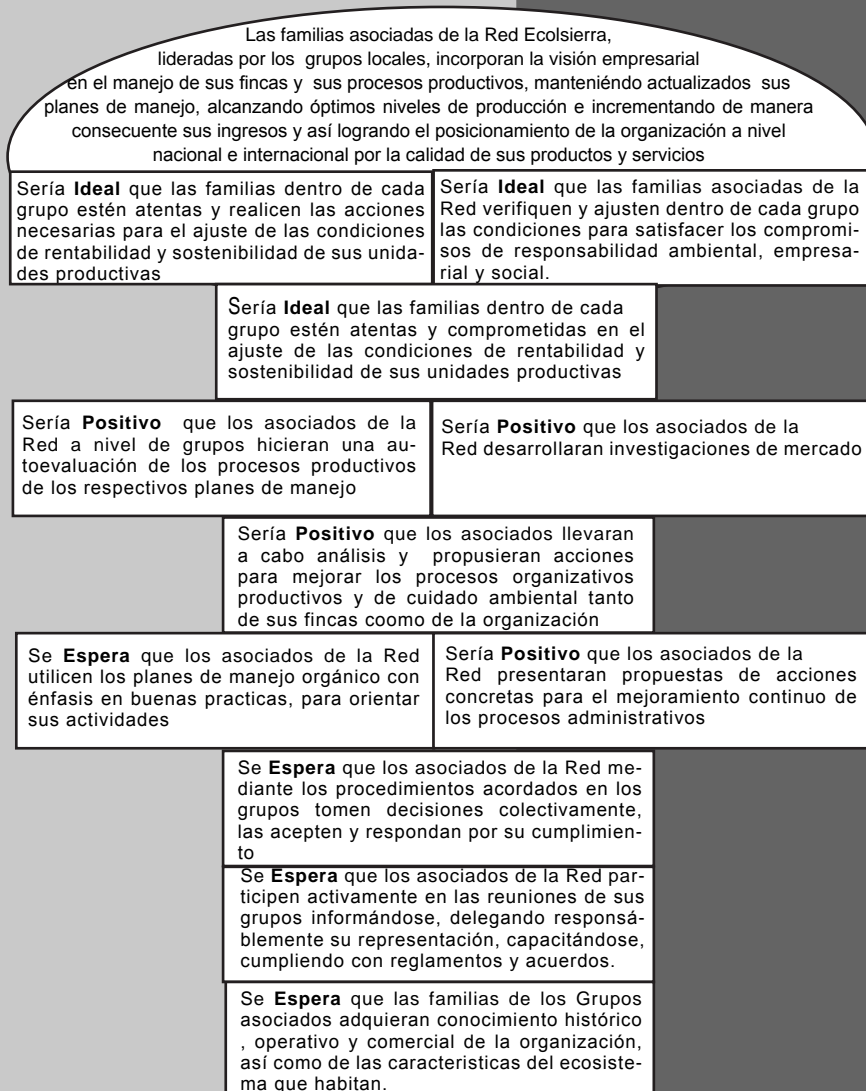 Las familias asociadas de la Red Ecolsierra,
lideradas por los grupos locales, incorporan la visión empresarial
en el manejo de sus fincas y sus procesos productivos, manteniéndo actualizados sus
planes de manejo, alcanzando óptimos niveles de producción e incrementando de manera
consecuente sus ingresos y así logrando el posicionamiento de la organización a nivel
nacional e internacional por la calidad de sus productos y servicios
Sería Ideal que las familias dentro de cada
grupo estén atentas y realicen las acciones
necesarias para el ajuste de las condiciones
de rentabilidad y sostenibilidad de sus unida-
des productivas
Sería Ideal que las familias asociadas de la
Red verifiquen y ajusten dentro de cada grupo
las condiciones para satisfacer los compromi-
sos de responsabilidad ambiental, empresa-
rial y social.
Sería Ideal que las familias dentro de cada
grupo estén atentas y comprometidas en el
ajuste de las condiciones de rentabilidad y
sostenibilidad de sus unidades productivas
Sería Positivo que los asociados de la
Red a nivel de grupos hicieran una au-
toevaluación de los procesos productivos
de los respectivos planes de manejo
Sería Positivo que los asociados de la
Red desarrollaran investigaciones de mercado
Sería Positivo que los asociados llevaran
a cabo análisis y propusieran acciones
para mejorar los procesos organizativos
productivos y de cuidado ambiental tanto
de sus fincas coomo de la organización
Se Espera que los asociados de la Red
utilicen los planes de manejo orgánico con
énfasis en buenas practicas, para orientar
sus actividades
Sería Positivo que los asociados de la
Red presentaran propuestas de acciones
concretas para el mejoramiento continuo de
los procesos administrativos
Se Espera que los asociados de la Red me-
diante los procedimientos acordados en los
grupos tomen decisiones colectivamente,
las acepten y respondan por su cumplimien-
to
Se Espera que los asociados de la Red par-
ticipen activamente en las reuniones de sus
grupos informándose, delegando responsá-
blemente su representación, capacitándose,
cumpliendo con reglamentos y acuerdos.
Se Espera que las familias de los Grupos
asociados adquieran conocimiento histórico
, operativo y comercial de la organización,
así como de las caracteristicas del ecosiste-
ma que habitan.